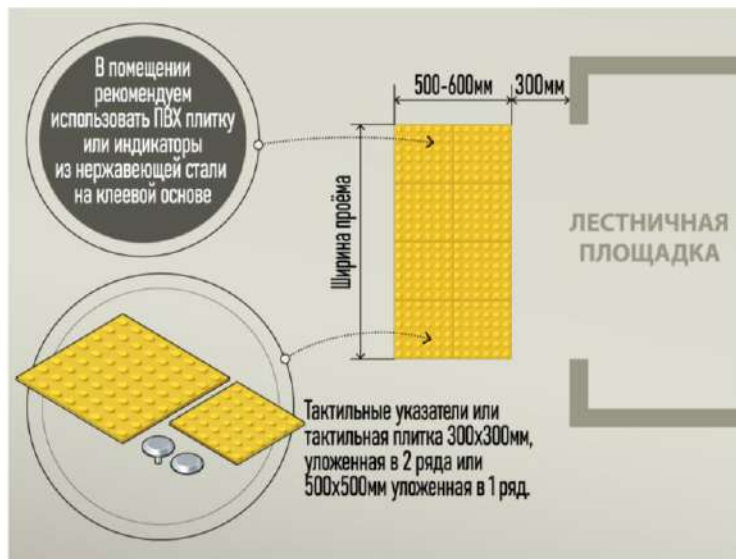 В помещении
рекомендуем
использовать ПВХ плитку
или индикаторы
из нержавеющей стали
на клеевой основе
500-600мм
300мм
Ширина проёма
ЛЕСТНИЧНАЯ
ПЛОЩАДКА
Тактильные указатели или
тактильная плитка 300х300мм,
уложенная в 2 ряда или
500х500мм уложенная в 1 ряд.